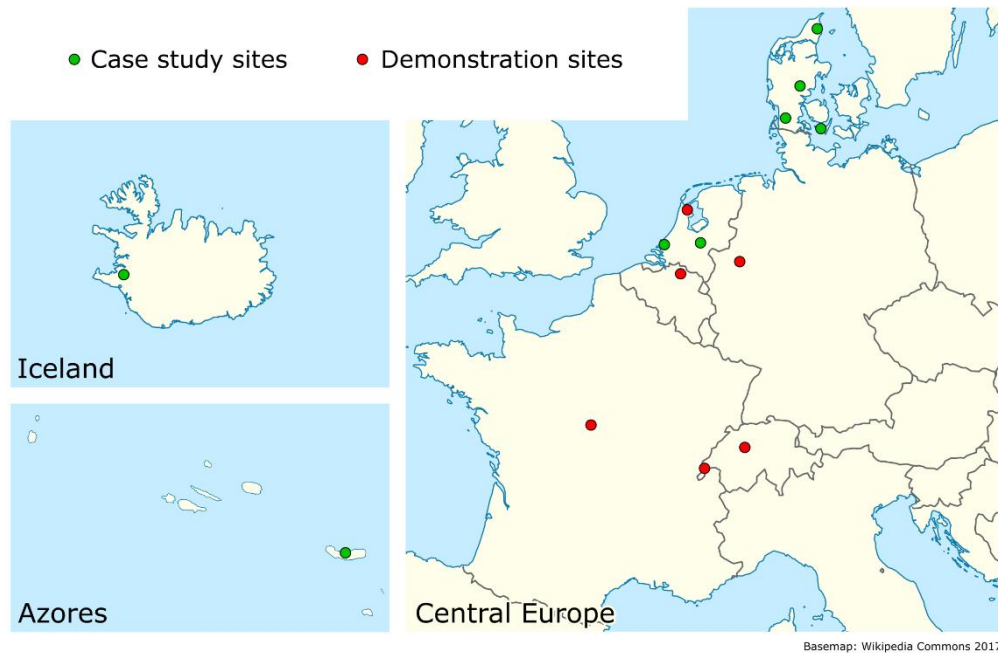 Case study sites
Demonstration sites
Iceland
Azores
Central Europe
Basemap: Wikipedia Commons 2017